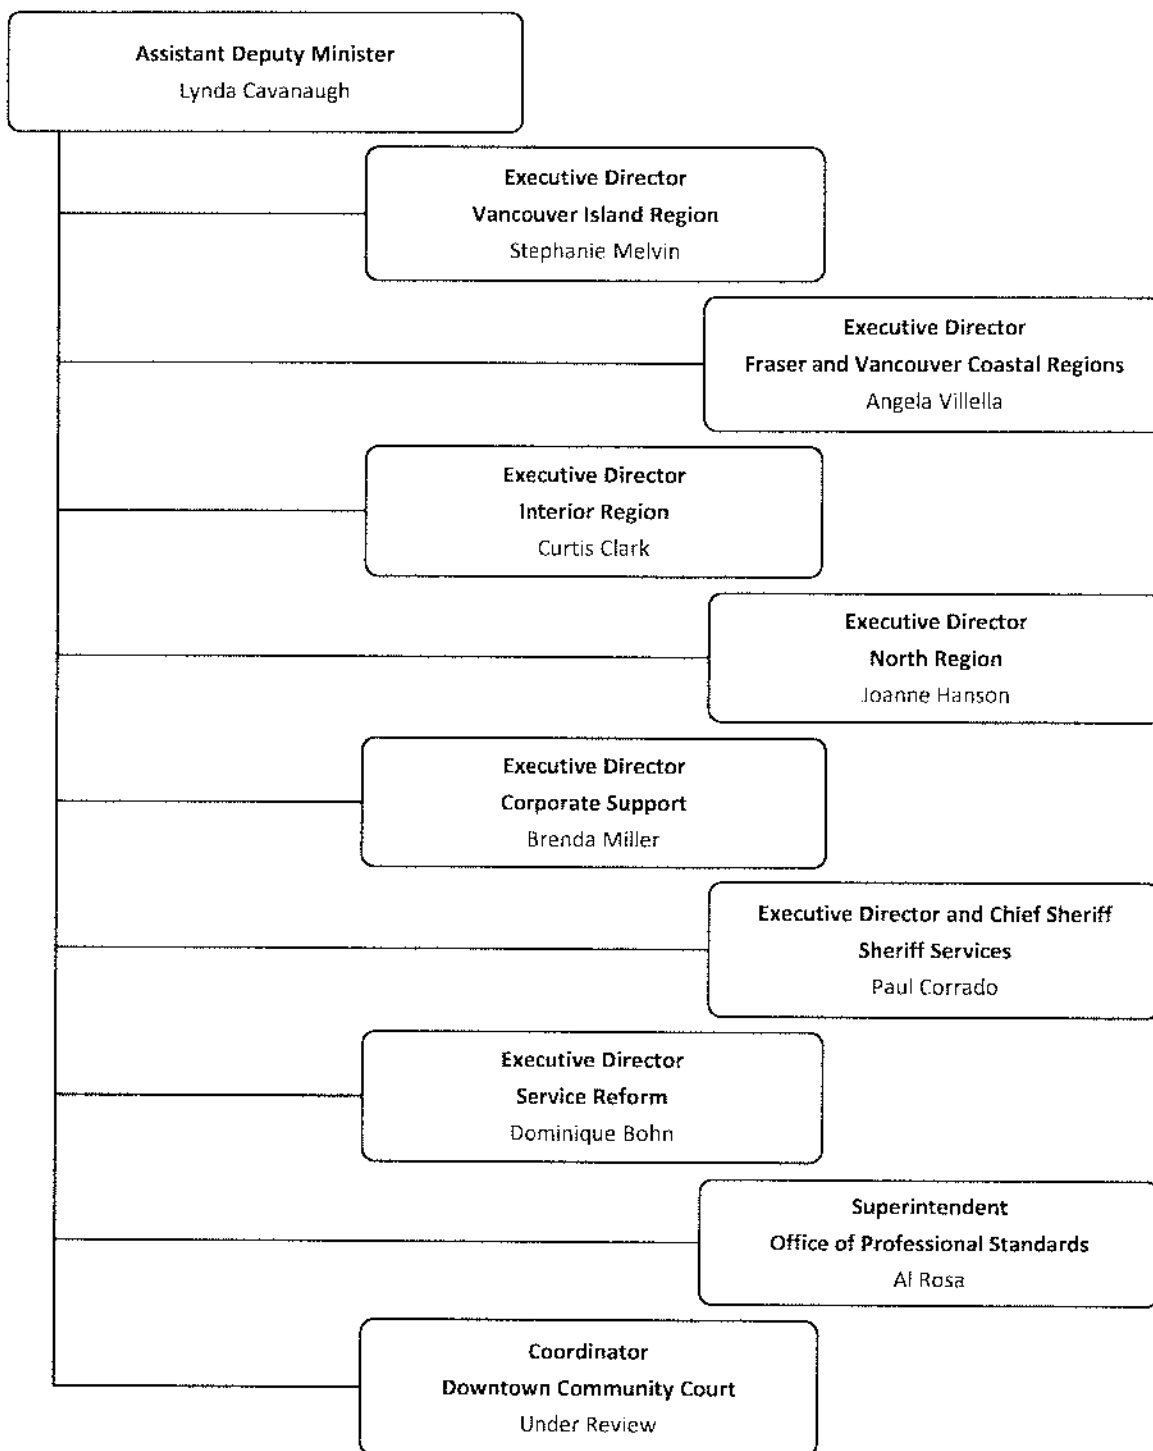 Assistant Deputy Minister
Lynda Cavanaugh
Executive Director
Vancouver Island Region
Stephanie Melvin
Executive Director
Fraser and Vancouver Coastal Regions
Angela Villella
Executive Director
Interior Region
Curtis Clark
Executive Director
North Region
Joanne Hanson
Executive Director
Corporate Support
Brenda Miller
Executive Director and Chief Sheriff
Sheriff Services
Paul Corrado
Executive Director
Service Reform
Dominique Bohn
Superintendent
Office of Professional Standards
Al Rosa
Coordinator
Downtown Community Court
Under Review